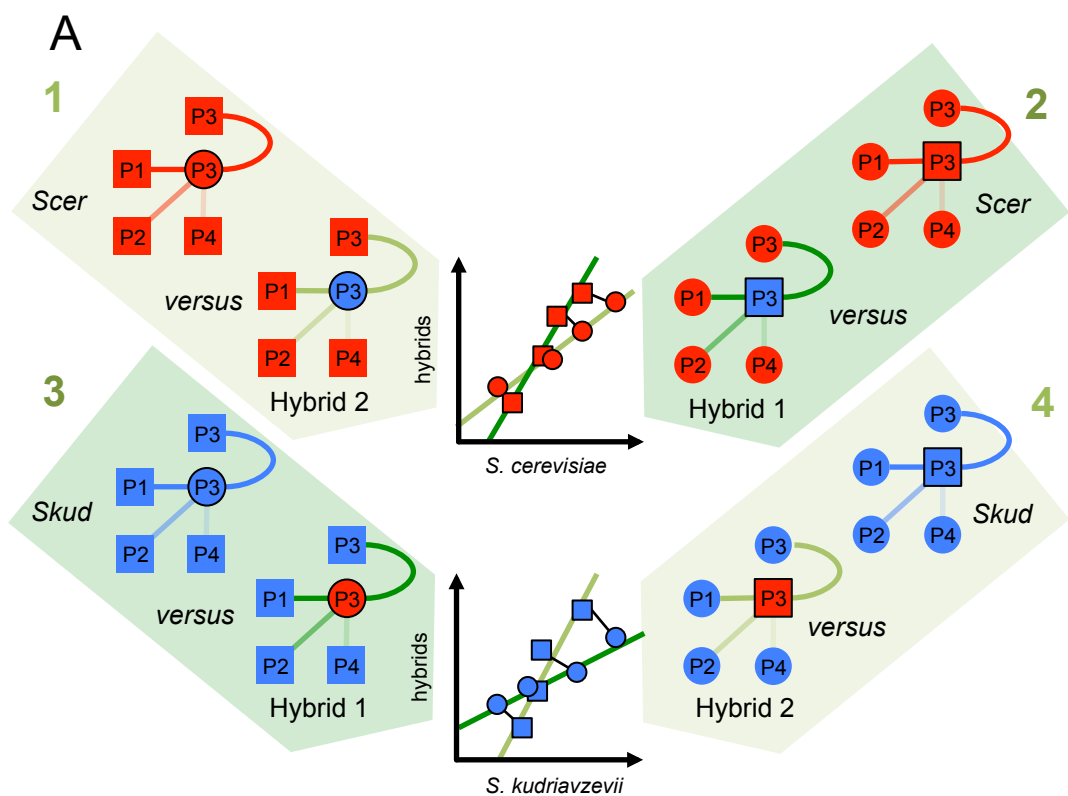 A
1
P3
P1
P3
Scer
P2
P4
P3
versus
P1
P3
P2
P4
Hybrid 2
2
P3
P1
P3
Scer
P2
P4
P3
P1
P3
versus
P2
P4
Hybrid 1
hybrids
S. cerevisiae
3
P3
P1
P3
Skud
P2
P4
P3
versus
P1
P3
P2
P4
Hybrid 1
4
P3
P1
P3
Skud
P2
P4
P3
P1
P3
versus
P2
P4
Hybrid 2
hybrids
S. kudriavzevii